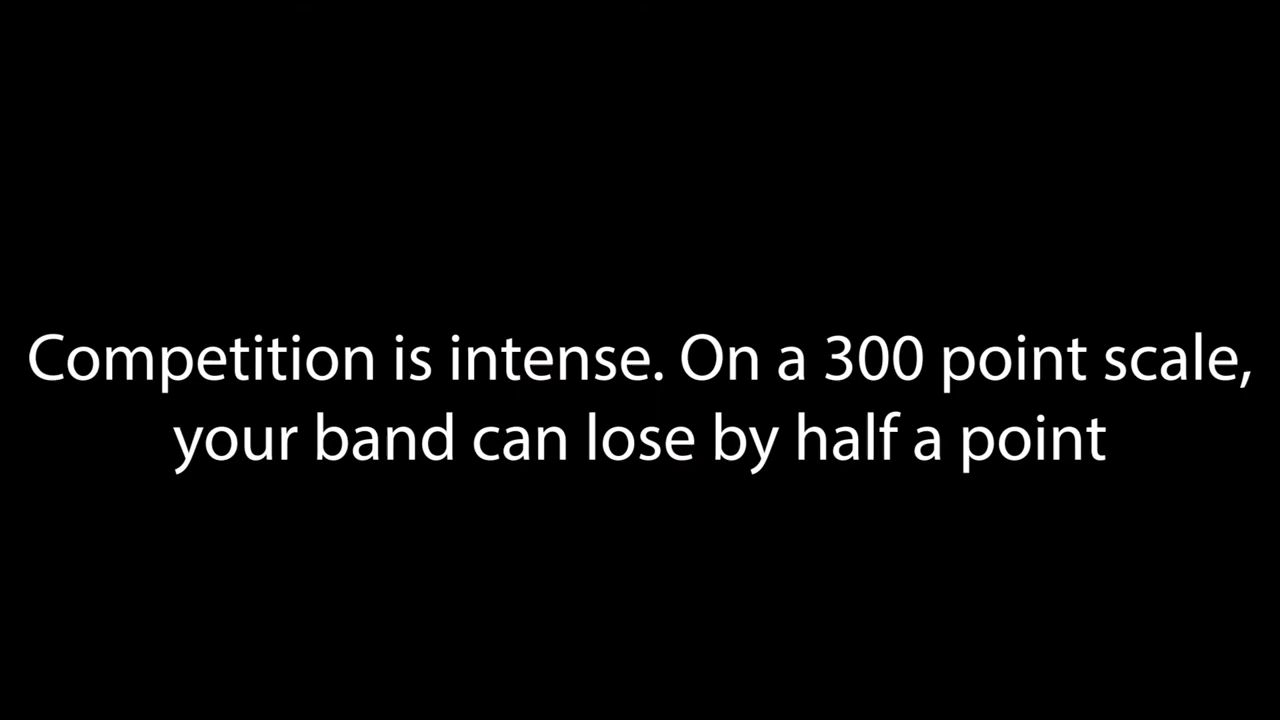 Competition is intense. On a 300 point scale,
your band can lose by half a point